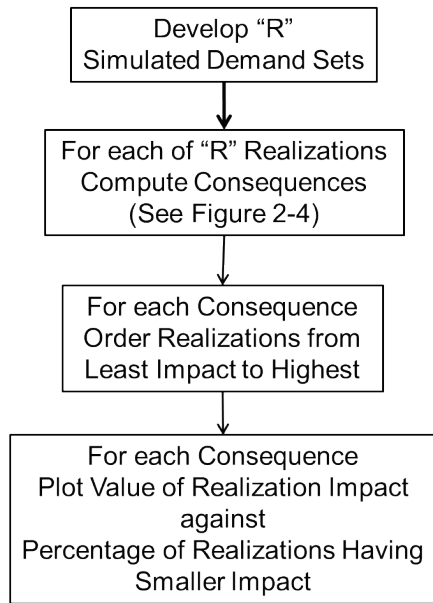 Develop “R”
Simulated Demand Sets
For each of “R” Realizations
Compute Consequences
(See Figure 2-4)
For each Consequence
Order Realizations from
Least Impact to Highest
For each Consequence
Plot Value of Realization Impact
against
Percentage of Realizations Having
Smaller Impact